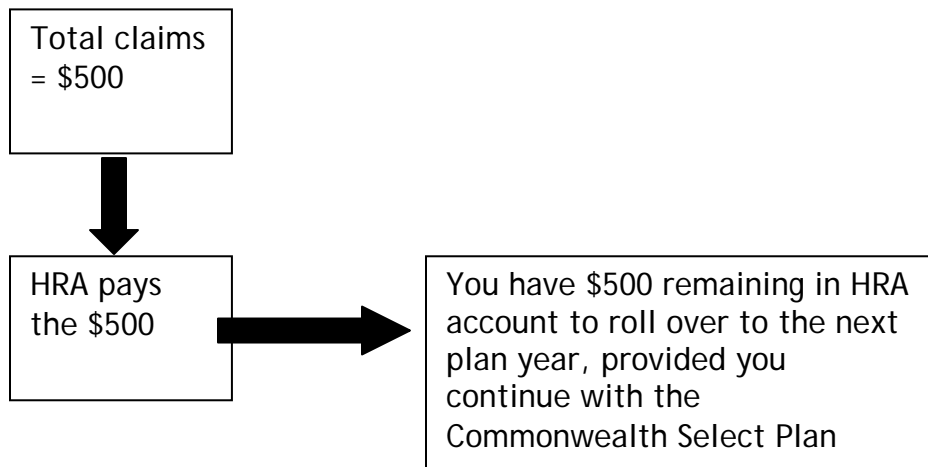 Total claims
= $500
HRA pays
the $500
You have $500 remaining in HRA
account to roll over to the next
plan year, provided you
continue with the
Commonwealth Select Plan